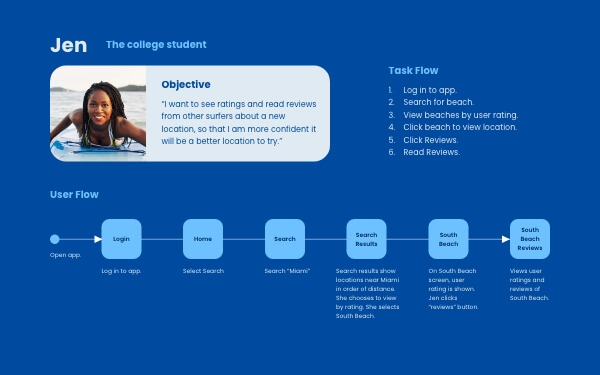 Jen
The college student
Objective
"I want to see ratings and read reviews
from other surfers about a new
location, so that I am more confident it
will be a better location to try."
Task Flow
1. Log in to app.
2. Search for beach.
3. View beaches by user rating.
4. Click beach to view location.
5. Click Reviews.
6. Read Reviews.
User Flow
Open app.
Login
Log in to app.
Home
Select Search
Search
Search "Miami"
Search
Results
Search results show
locations near Miami
in order of distance.
She chooses to view
by rating. She selects
South Beach.
South
Beach
On South Beach
screen, user
rating is shown.
Jen clicks
"reviews" button.
South
Beach
Reviews
Views user
ratings and
reviews of
South Beach.